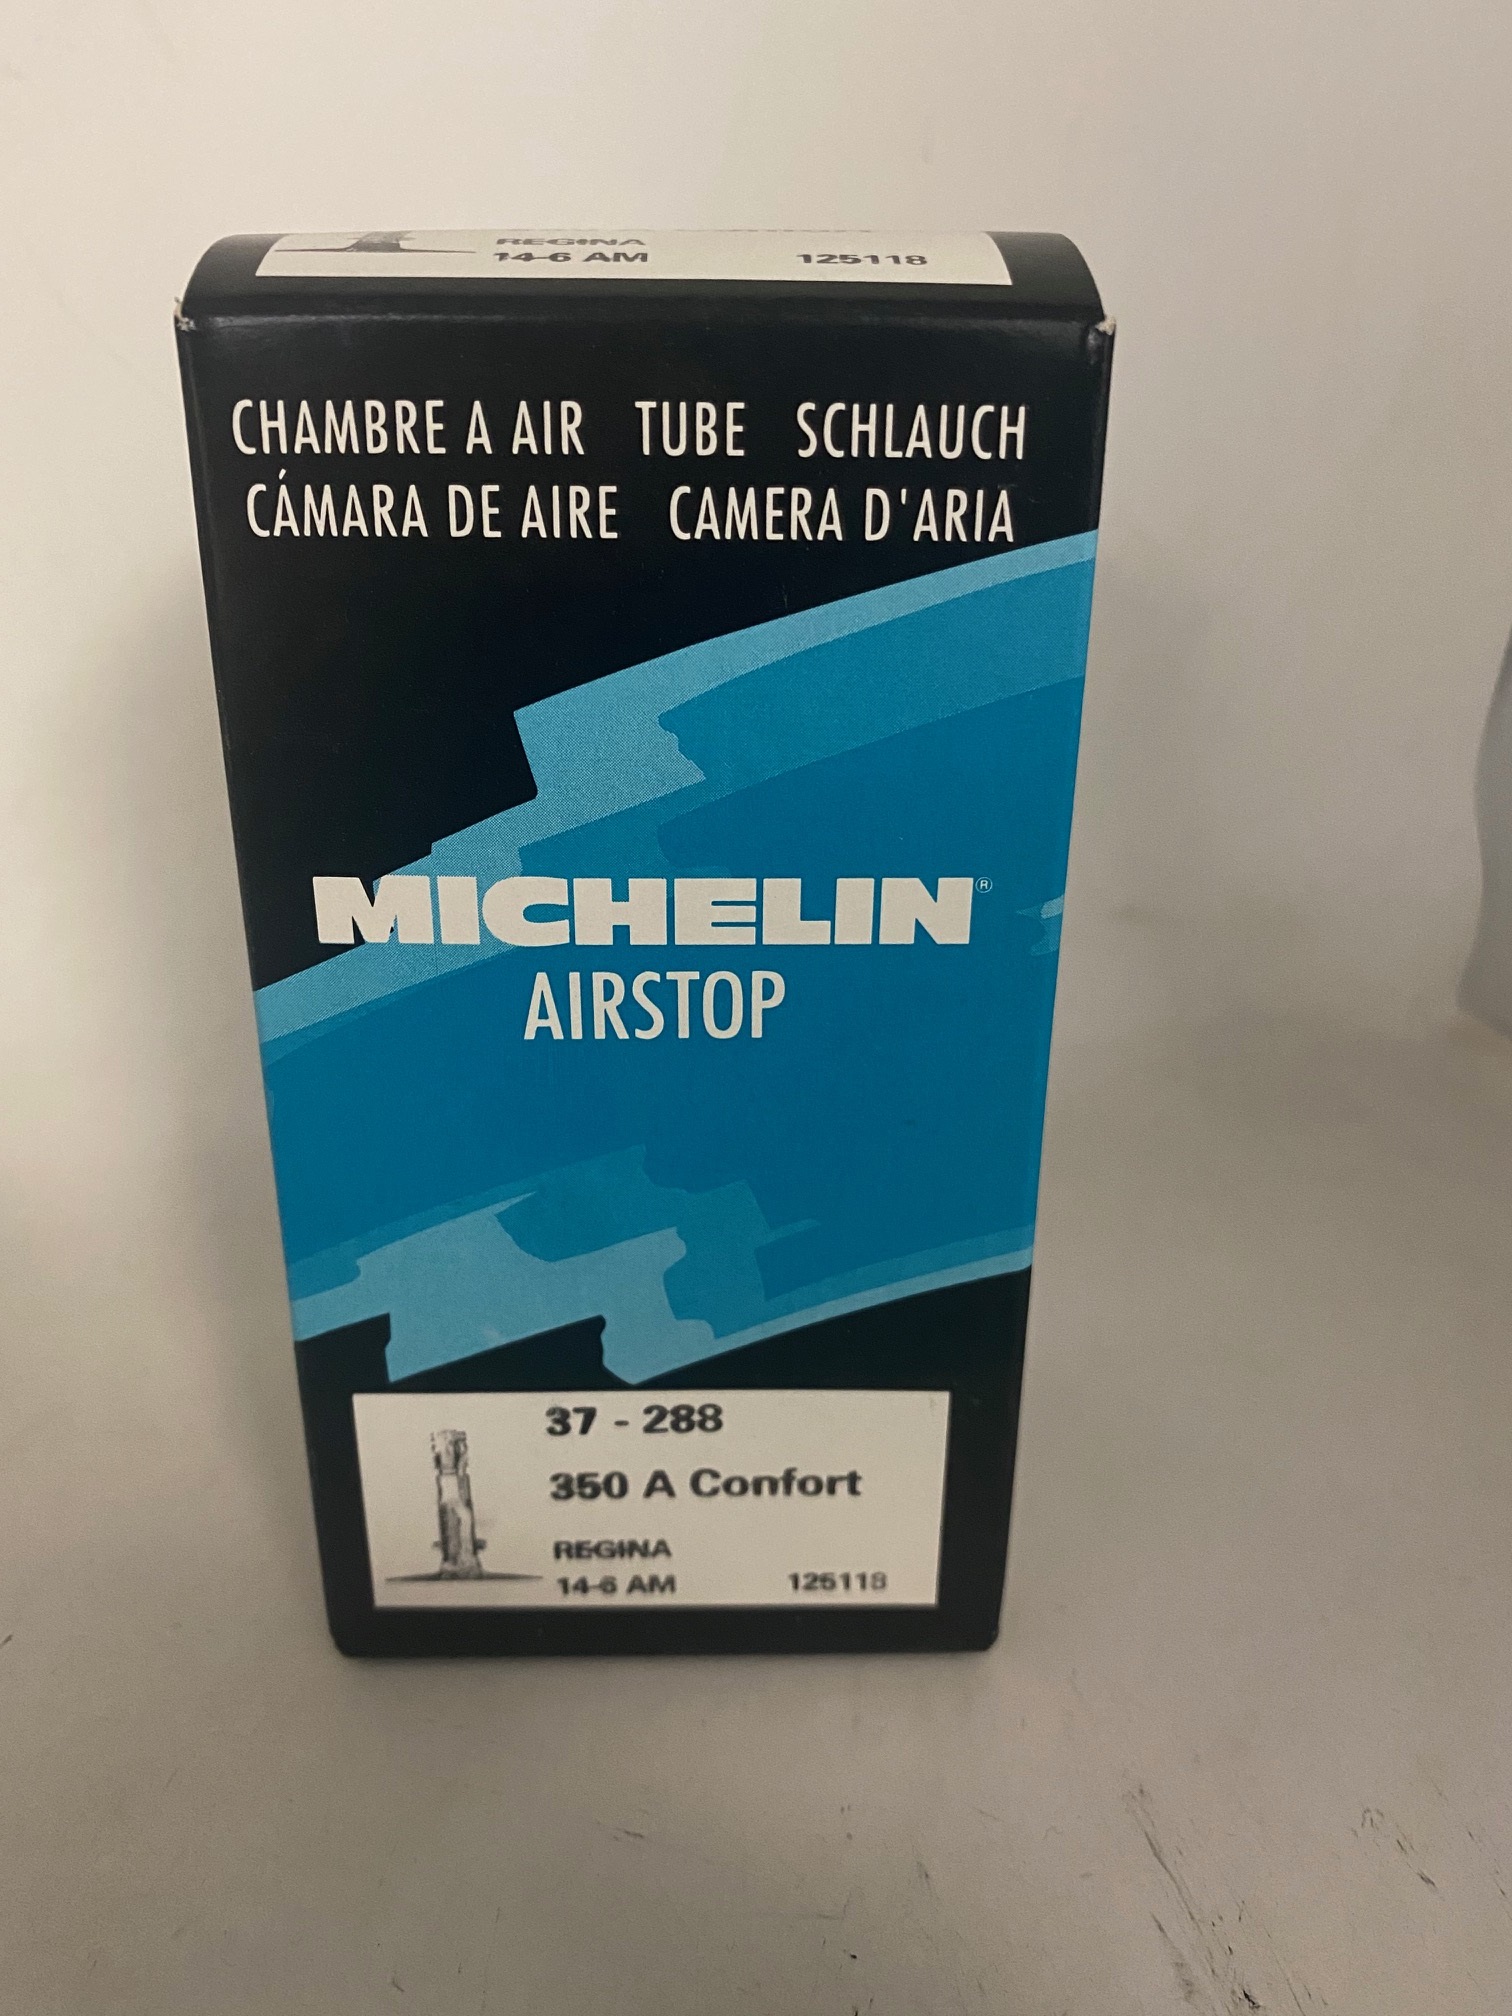 REGINA
14-6 AM 125118
CHAMBRE A AIR TUBE SCHLAUCH
CÁMARA DE AIRE CAMERA D'ARIA
MICHELIN®
AIRSTOP
37 - 288
350 A Confort
REGINA
14-6 AM 125118